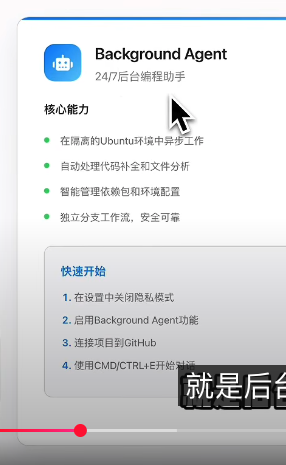 Background Agent
24/7后台编程助手
核心能力
在隔离的Ubuntu环境中异步工作
自动处理代码补全和文件分析
智能管理依赖包和环境配置
独立分支工作流，安全可靠
快速开始
1. 在设置中关闭隐私模式
2. 启用Background Agent功能
3. 连接项目到GitHub
4. 使用CMD/CTRL+E开始对话
就是后台